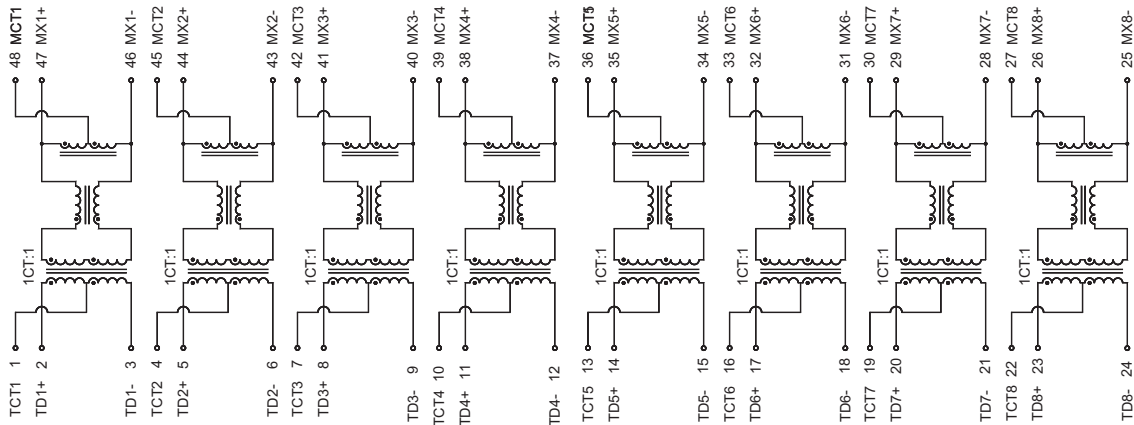 48 MCT1
47 MX1+
46 MX1-
45 MCT2
44 MX2+
43 MX2-
42 MCT3
41 MX3+
40 MX3-
39 MCT4
38 MX4+
37 MX4-
36 MCT5
35 MX5+
34 MX5-
33 MCT6
32 MX6+
31 MX6-
30 MCT7
29 MX7+
28 MX7-
27 MCT8
26 MX8+
25 MX8-
1CT:1
1CT:1
1CT:1
1CT:1
1CT:1
1CT:1
1CT:1
1CT:1
TCT1 1
TD1+ 2
TD1- 3
TCT2 4
TD2+ 5
TD2- 6
TCT3 7
TD3+ 8
TD3- 9
TCT4 10
TD4+ 11
TD4- 12
TCT5 13
TD5+ 14
TD5- 15
TCT6 16
TD6+ 17
TD6- 18
TCT7 19
TD7+ 20
TD7- 21
TCT8 22
TD8+ 23
TD8- 24